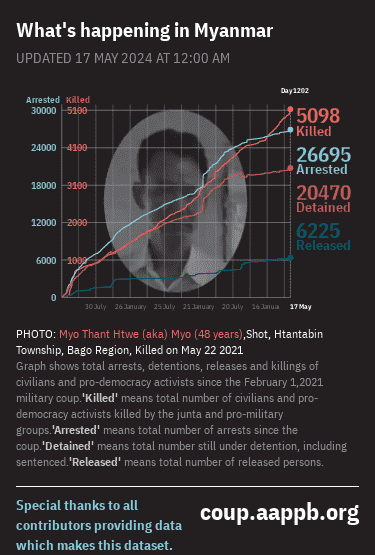 What's happening in Myanmar
UPDATED 17 MAY 2024 AT 12:00 AM
Day1202
Arrested Killed
30000 5100
24000 4100
18000 3100
12000 2000
6000 1000
0
5098
Killed
26695
Arrested
20470
Detained
6225
Released
30 July 26 January 25 July 21 January 20 July 16 Januar 17 May
PHOTO: Myo Thant Htwe (aka) Myo (48 years),Shot, Htantabin
Township, Bago Region, Killed on May 22 2021
Graph shows total arrests, detentions, releases and killings of
civilians and pro-democracy activists since the February 1,2021
military coup.'Killed' means total number of civilians and pro-
democracy activists killed by the junta and pro-military
groups.'Arrested' means total number of arrests since the
coup.'Detained' means total number still under detention, including
sentenced.'Released' means total number of released persons.
Special thanks to all
contributors providing data
which makes this dataset.
coup.aappb.org